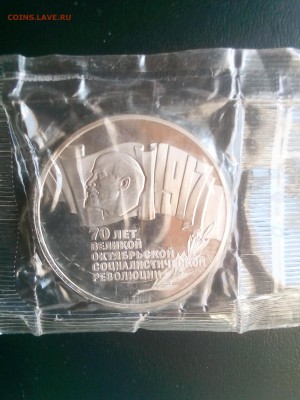 COINS.LAVE.RU
1917
70 ЛЕТ
ВЕЛИКОЙ
ОКТЯБРЬСКОЙ
СОЦИАЛИСТИЧЕСКОЙ
РЕВОЛЮЦИИ